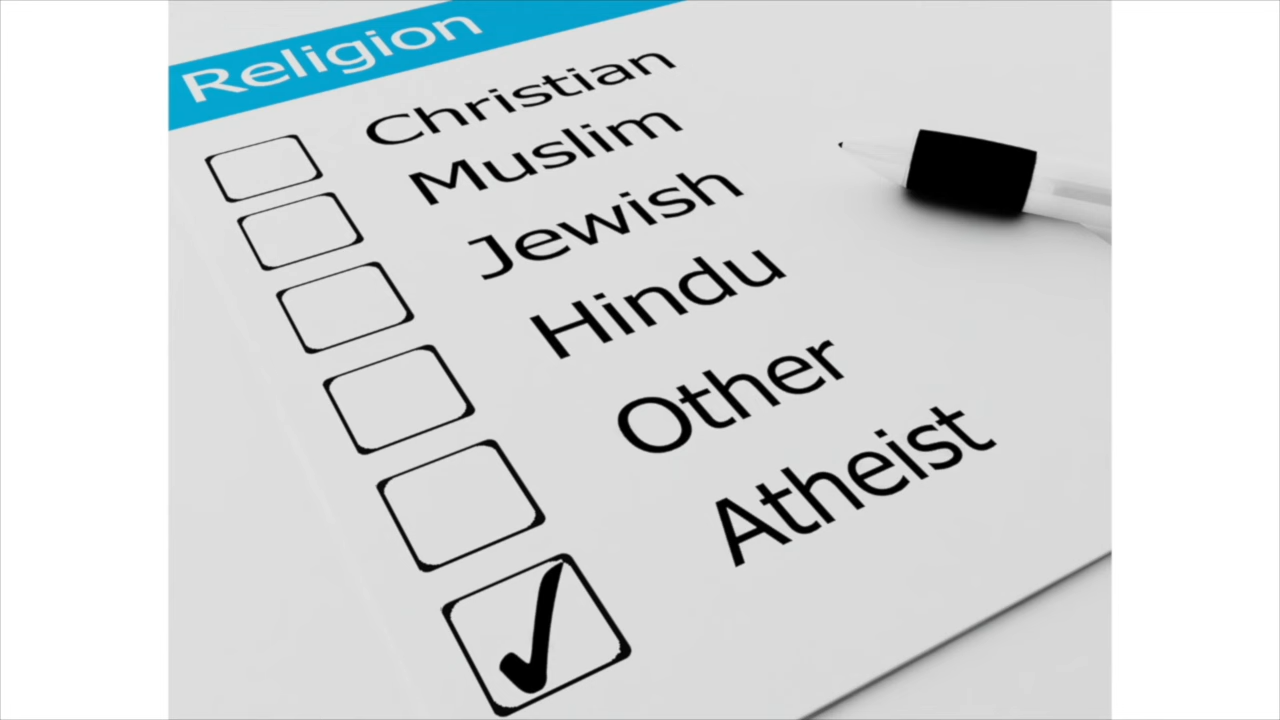 Religion
Christian
Muslim
Jewish
Hindu
Other
Atheist